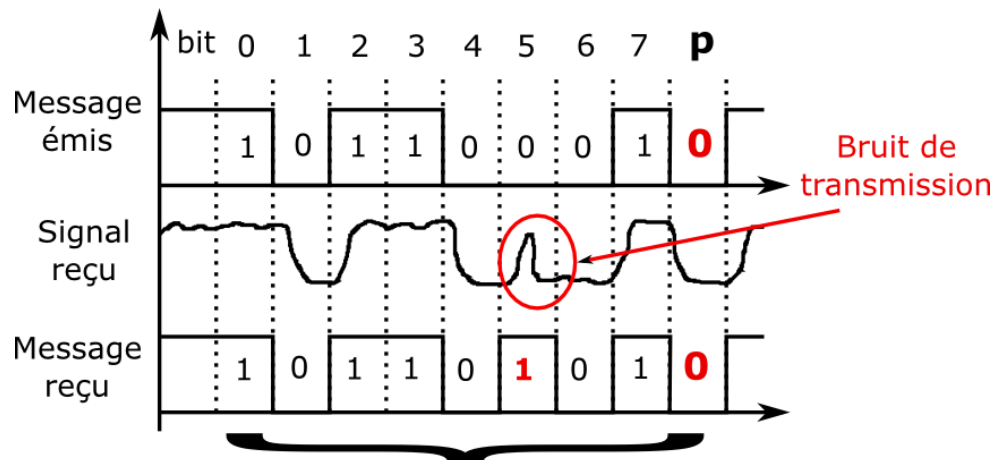 bit 0 1 2 3 4 5 6 7 p
Message
émis
1 0 1 1 0 0 0 1 0
Bruit de
transmission
Signal
reçu
Message
reçu
1 0 1 1 0 1 0 1 0